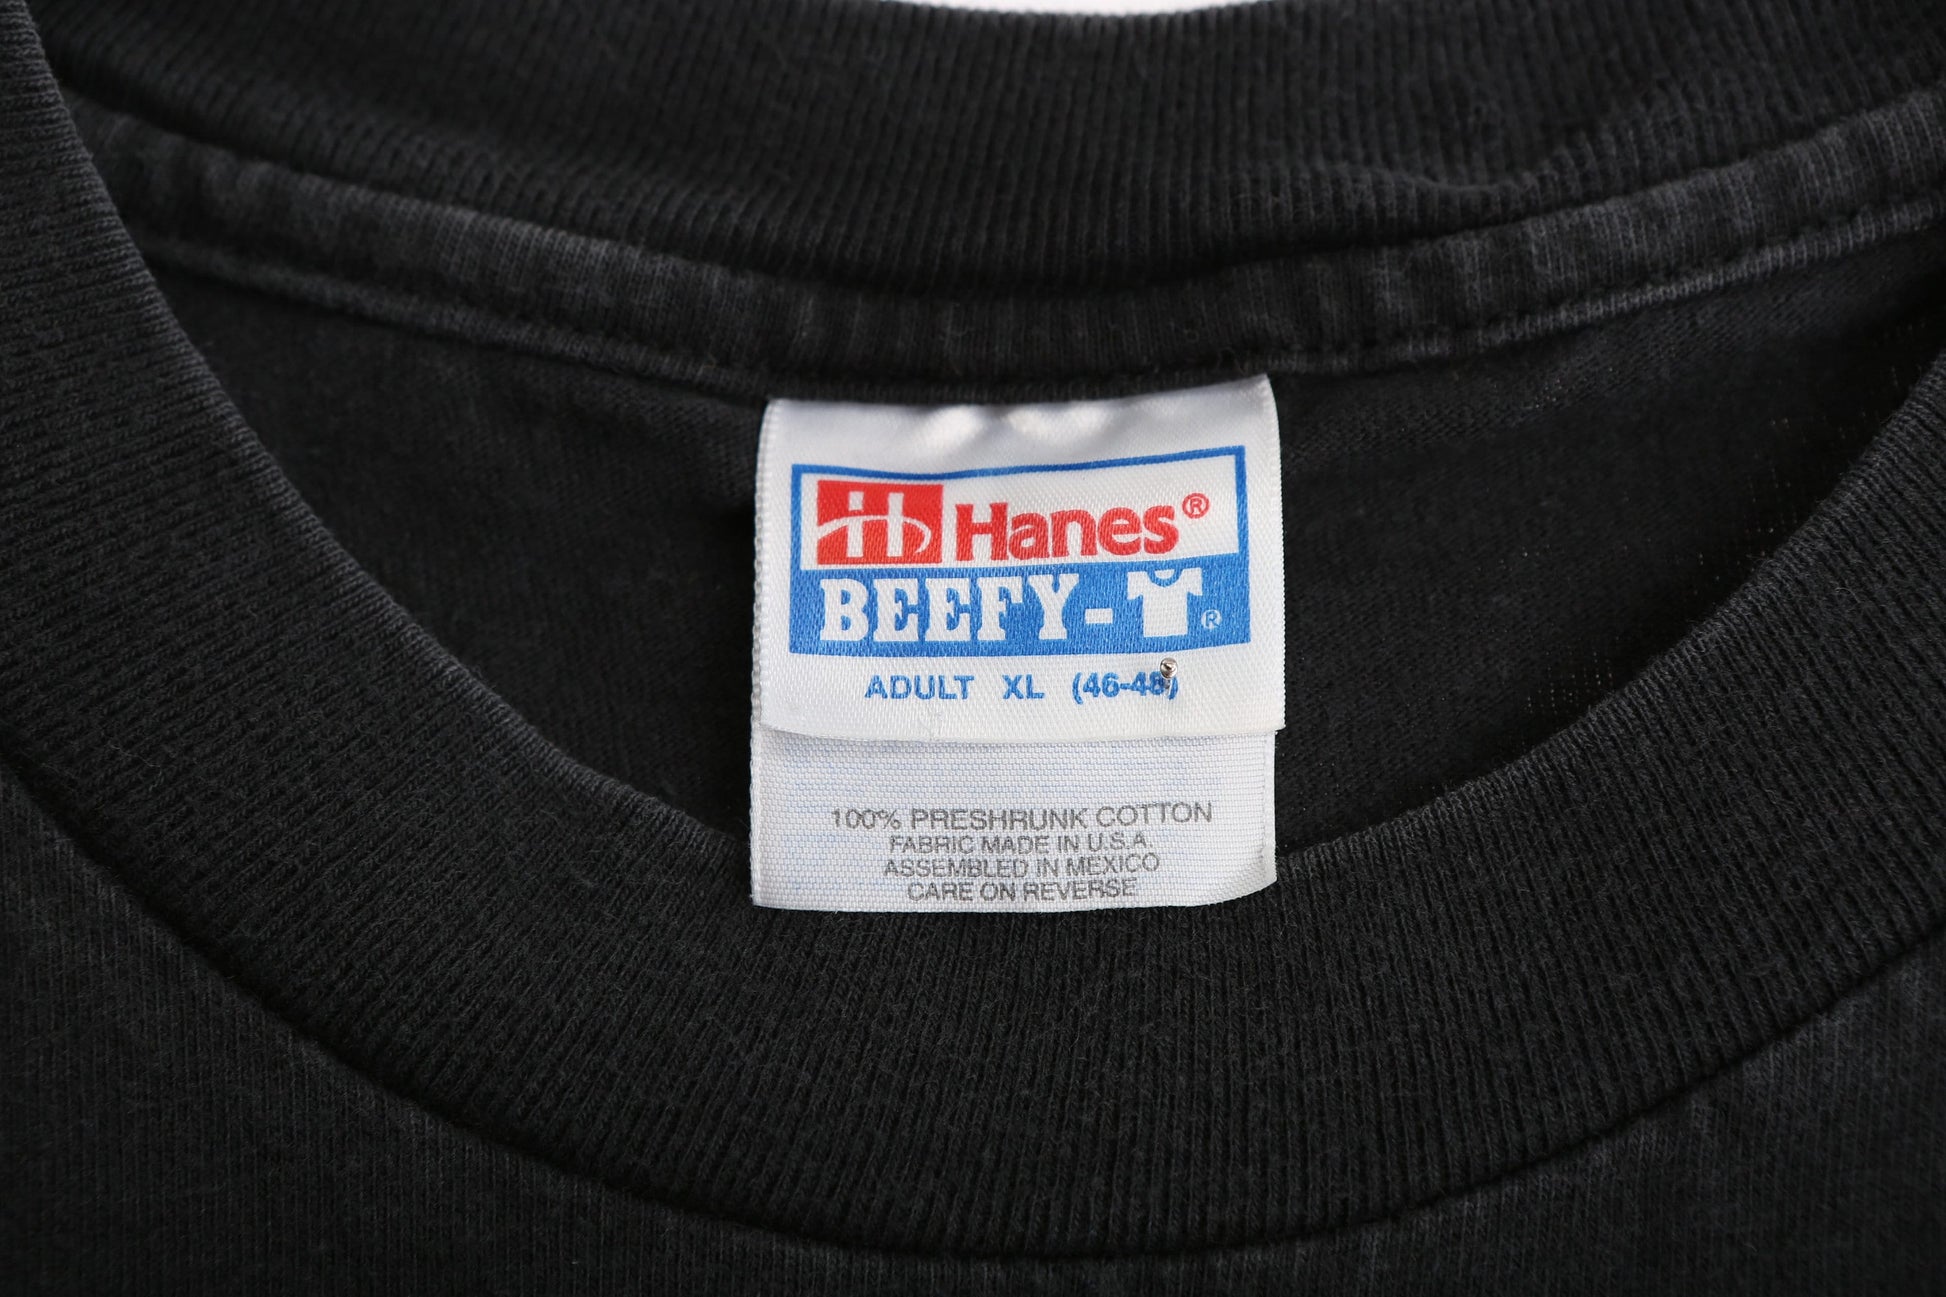 Hanes®
BEEFY-T®
ADULT XL (46-48)
100% PRESHRUNK COTTON
FABRIC MADE IN U.S.A.
ASSEMBLED IN MEXICO
CARE ON REVERSE